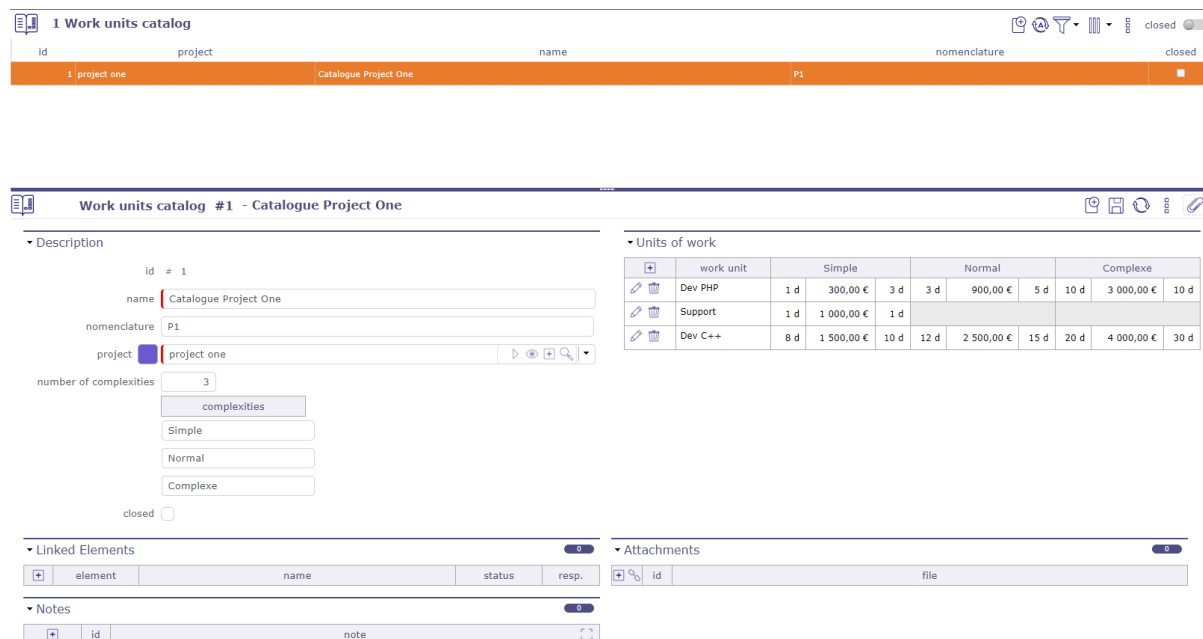 1 Work units catalog
closed
id project name nomenclature closed
1 project one Catalogue Project One P1
Work units catalog #1 - Catalogue Project One
Description
id # 1
name Catalogue Project One
nomenclature P1
project project one
number of complexities 3
complexities
Simple
Normal
Complexe
closed
Units of work
work unit Simple Normal Complexe
Dev PHP 1 d 300,00 € 3 d 3 d 900,00 € 5 d 10 d 3 000,00 € 10 d
Support 1 d 1 000,00 € 1 d
Dev C++ 8 d 1 500,00 € 10 d 12 d 2 500,00 € 15 d 20 d 4 000,00 € 30 d
Linked Elements 0
element name status resp.
Attachments 0
id file
Notes 0
id note